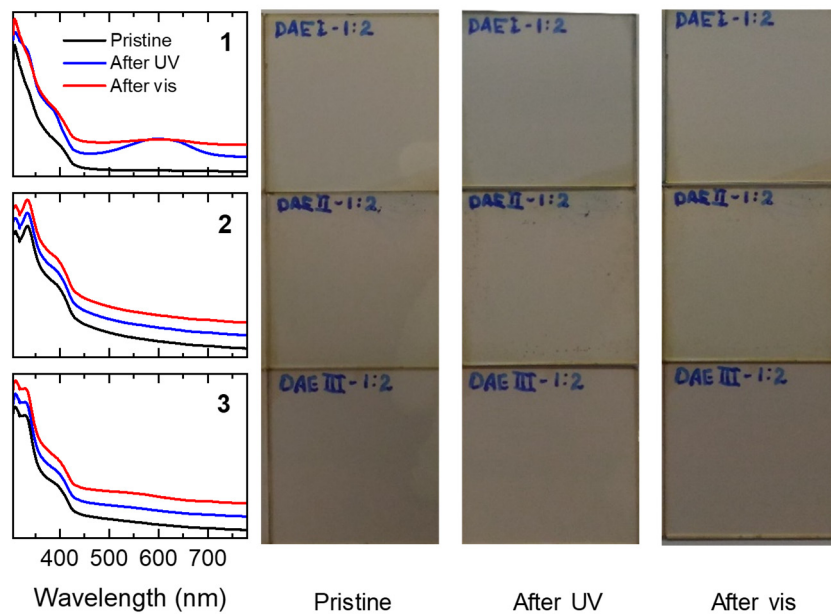 Pristine
After UV
After vis
1
2
3
400 500 600 700
Wavelength (nm)
DAE I-1:2
DAE II-1:2
DAE III-1:2
Pristine
DAE I-1:2
DAE II-1:2
DAE III-1:2
After UV
DAE I-1:2
DAE II-1:2
DAE III-1:2
After vis